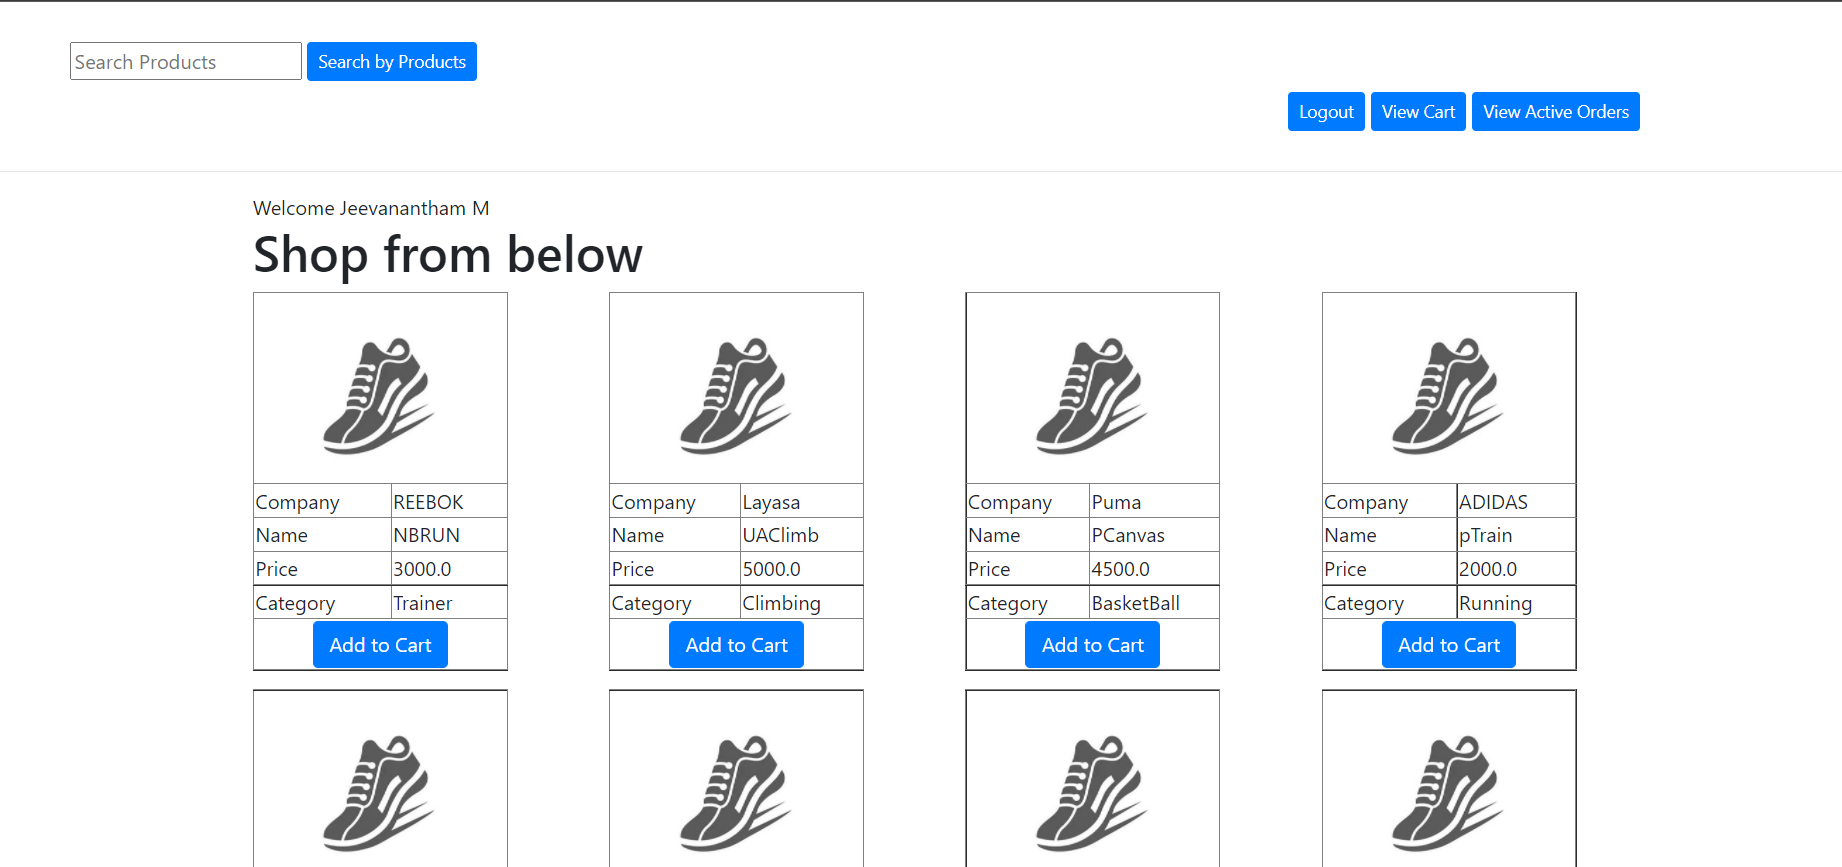 Search Products Search by Products
Logout View Cart View Active Orders
Welcome Jeevanantham M
Shop from below
Company REEBOK
Name NBRUN
Price 3000.0
Category Trainer
Add to Cart
Company Layasa
Name UAClimb
Price 5000.0
Category Climbing
Add to Cart
Company Puma
Name PCanvas
Price 4500.0
Category BasketBall
Add to Cart
Company ADIDAS
Name pTrain
Price 2000.0
Category Running
Add to Cart